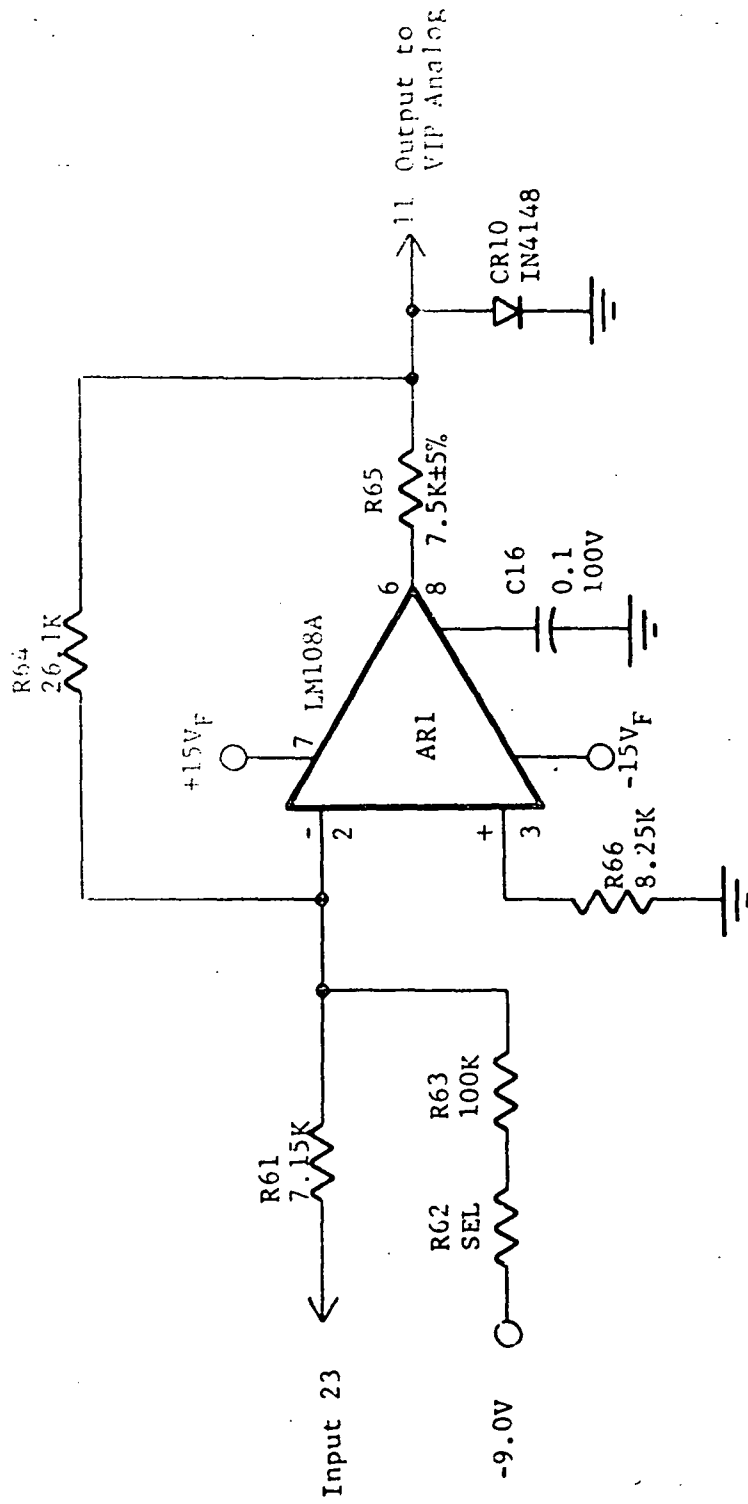 R64
26.1K
+15VF
7
LM108A
6
R65
7.5K±5%
11 Output to
VIP Analog
CR10
IN4148
8
C16
0.1
100V
-
2
AR1
+
3
-15VF
R66
8.25K
Input 23
R61
7.15K
R62
SEL
R63
100K
-9.0V